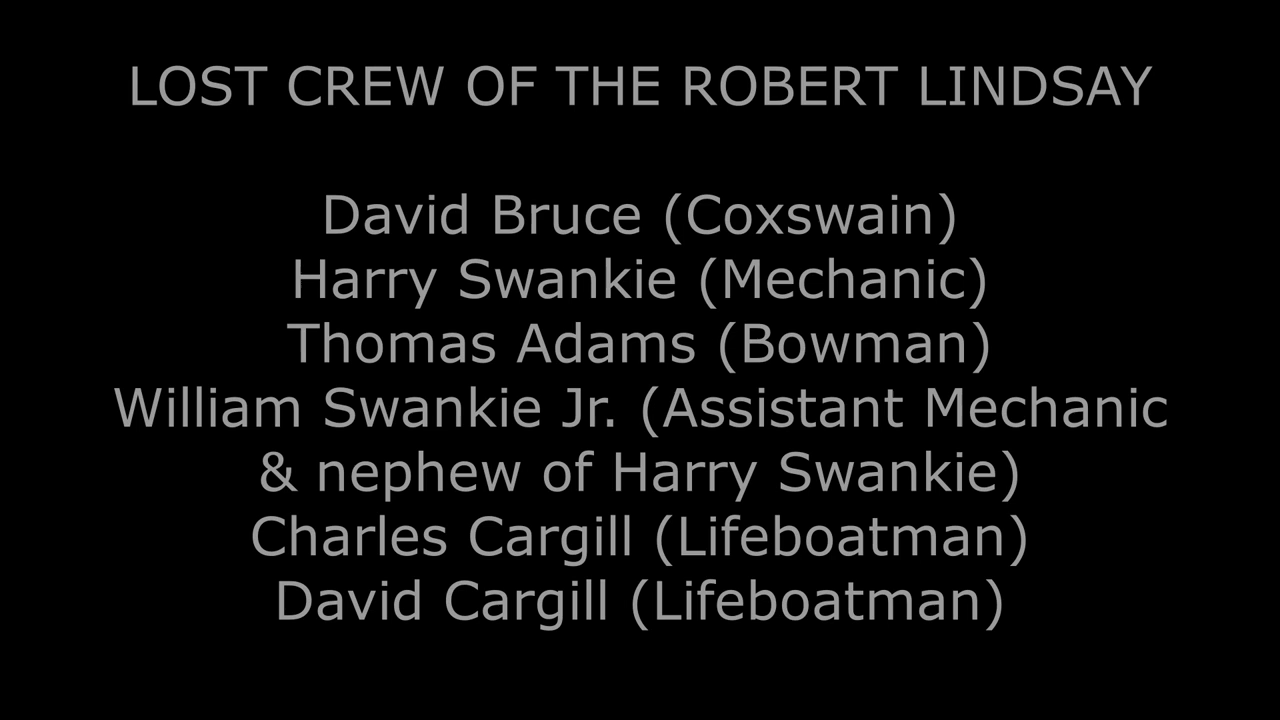 LOST CREW OF THE ROBERT LINDSAY
David Bruce (Coxswain)
Harry Swankie (Mechanic)
Thomas Adams (Bowman)
William Swankie Jr. (Assistant Mechanic
& nephew of Harry Swankie)
Charles Cargill (Lifeboatman)
David Cargill (Lifeboatman)